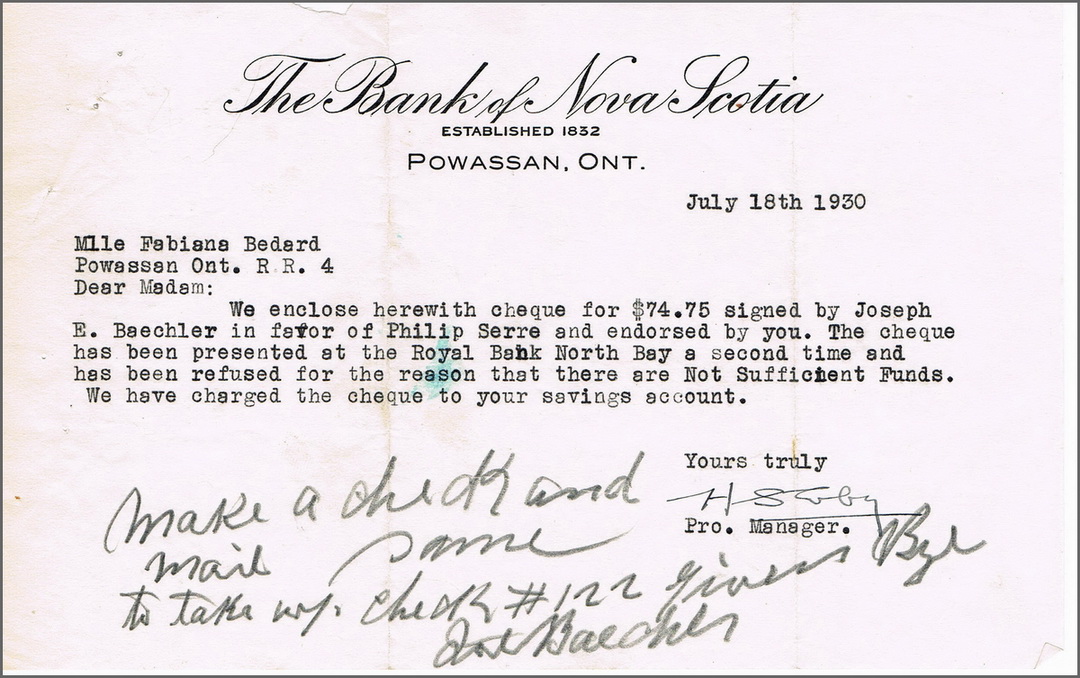 The Bank of Nova Scotia
ESTABLISHED 1832
POWASSAN, ONT.
July 18th 1930
Mlle Fabiana Bedard
Powassan Ont. R R. 4
Dear Madam:
We enclose herewith cheque for $74.75 signed by Joseph
E. Baechler in favor of Philip Serre and endorsed by you. The cheque
has been presented at the Royal Bank North Bay a second time and
has been refused for the reason that there are Not Sufficient Funds.
We have charged the cheque to your savings account.
Yours truly
Pro. Manager.
make a check and
mail same
to take up. check #122 given Bye
Joe Baechler